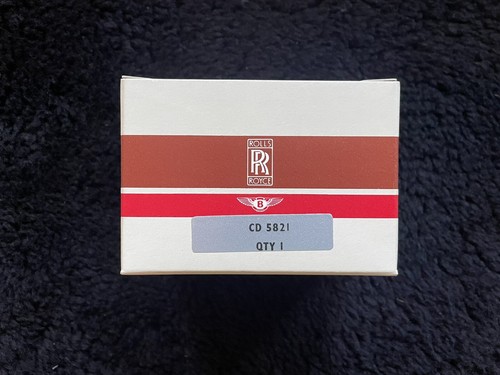 ROLLS
RR
ROYCE
B
CD 5821
QTY 1